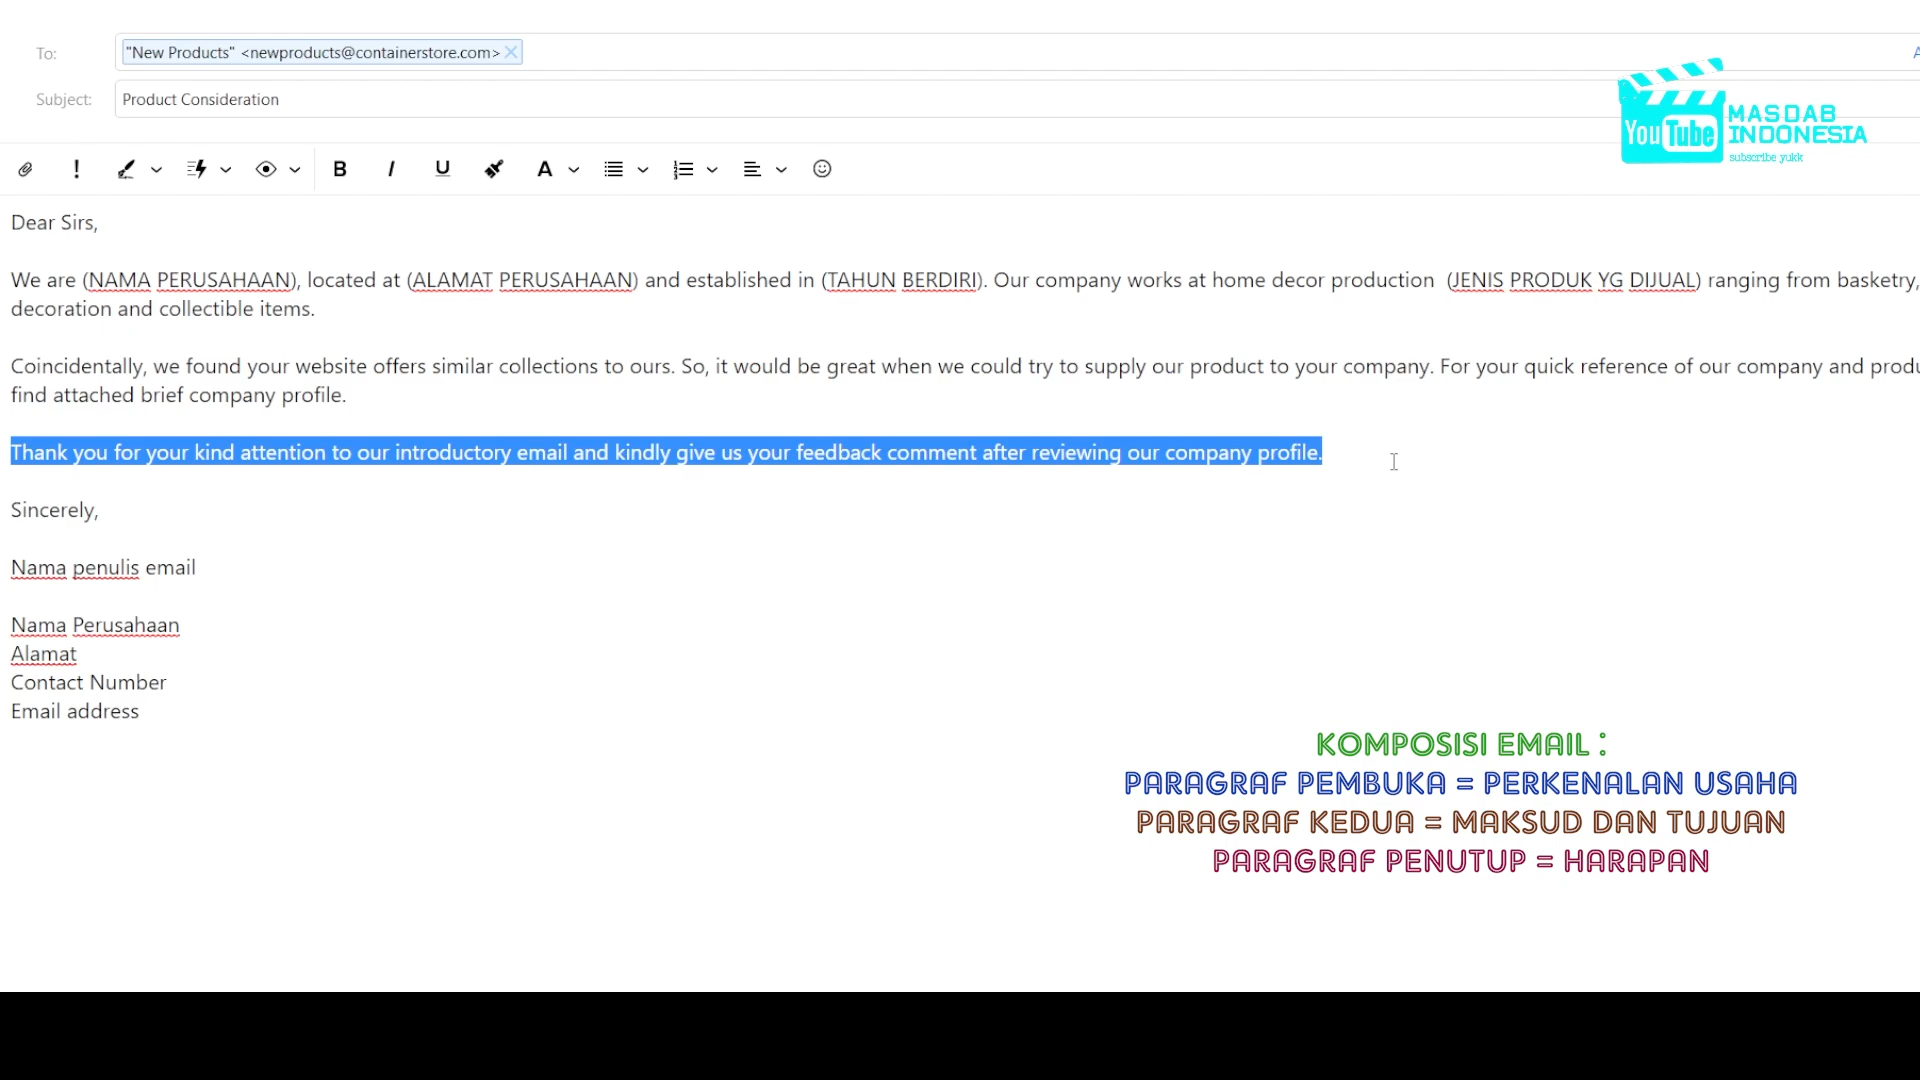 To:
"New Products" <newproducts@containerstore.com>
Subject:
Product Consideration
YouTube
MASDAB
INDONESIA
subscribe yukk
Dear Sirs,
We are (NAMA PERUSAHAAN), located at (ALAMAT PERUSAHAAN) and established in (TAHUN BERDIRI). Our company works at home decor production (JENIS PRODUK YG DIJUAL) ranging from basketry,
decoration and collectible items.
Coincidentally, we found your website offers similar collections to ours. So, it would be great when we could try to supply our product to your company. For your quick reference of our company and
find attached brief company profile.
Thank you for your kind attention to our introductory email and kindly give us your feedback comment after reviewing our company profile.
Sincerely,
Nama penulis email
Nama Perusahaan
Alamat
Contact Number
Email address
KOMPOSISI EMAIL :
PARAGRAF PEMBUKA = PERKENALAN USAHA
PARAGRAF KEDUA = MAKSUD DAN TUJUAN
PARAGRAF PENUTUP = HARAPAN